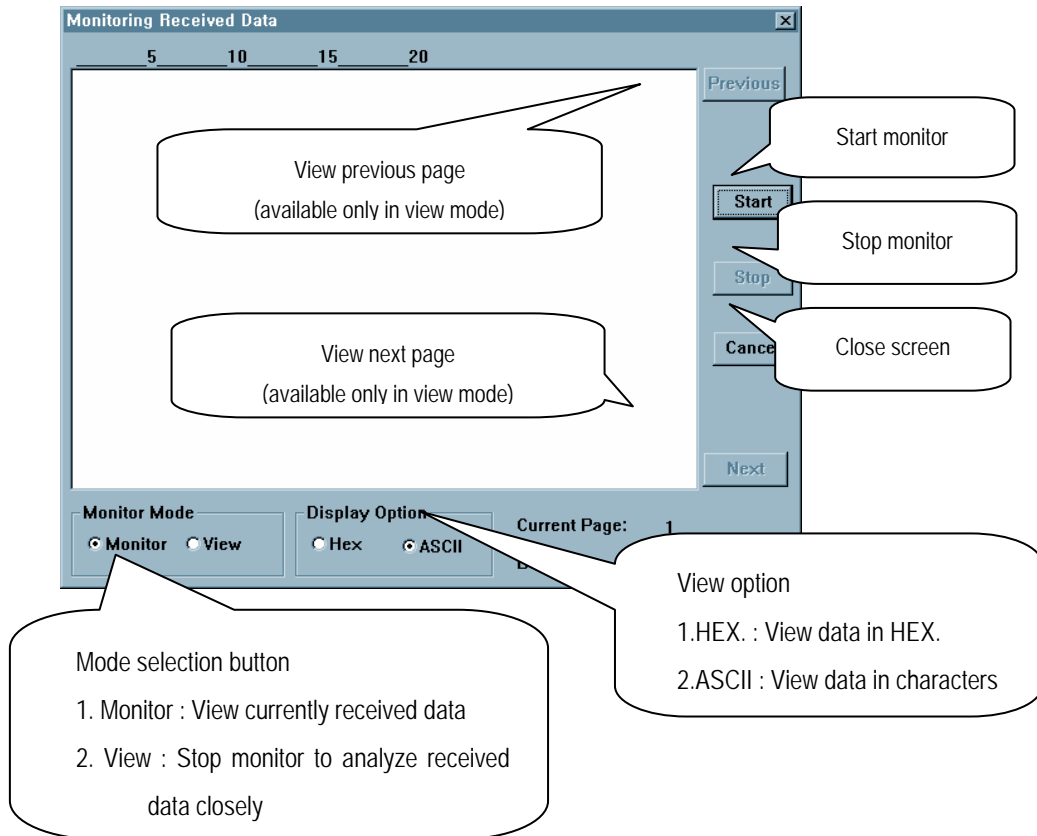 Monitoring Received Data
5 10 15 20
Previous
View previous page
(available only in view mode)
Start monitor
Start
Stop monitor
Stop
View next page
(available only in view mode)
Close screen
Next
Monitor Mode
Monitor View
Display Option
Hex ASCII
Current Page: 1
View option
1.HEX. : View data in HEX.
2.ASCII : View data in characters
Mode selection button
1. Monitor : View currently received data
2. View : Stop monitor to analyze received
data closely